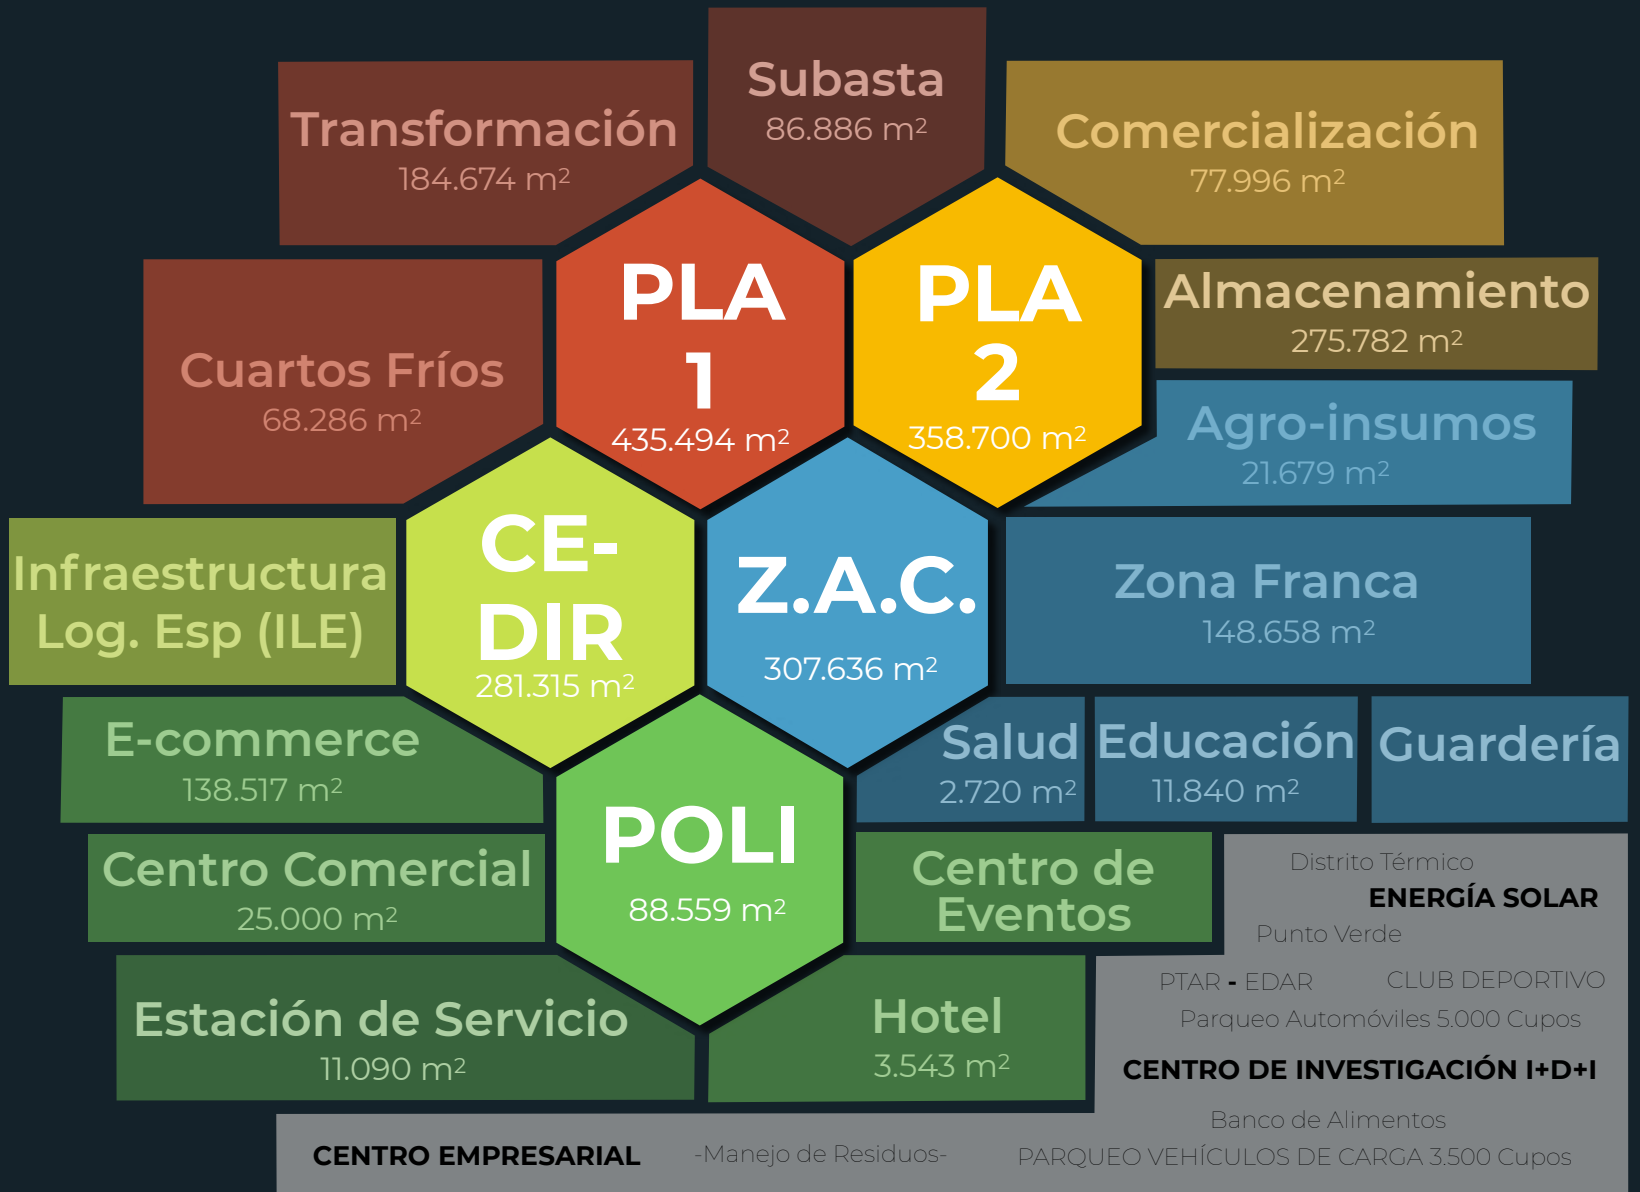 Subasta
86.886 m²
Transformación
184.674 m²
Comercialización
77.996 m²
PLA
1
435.494 m²
PLA
2
358.700 m²
Almacenamiento
275.782 m²
Cuartos Fríos
68.286 m²
Agro-insumos
21.679 m²
Infraestructura
Log. Esp (ILE)
CE-
DIR
281.315 m²
Z.A.C.
307.636 m²
Zona Franca
148.658 m²
E-commerce
138.517 m²
Salud
2.720 m²
Educación
11.840 m²
Guardería
POLI
88.559 m²
Centro Comercial
25.000 m²
Centro de
Eventos
Estación de Servicio
11.090 m²
Hotel
3.543 m²
Distrito Térmico
ENERGÍA SOLAR
Punto Verde
PTAR - EDAR
CLUB DEPORTIVO
Parqueo Automóviles 5.000 Cupos
CENTRO DE INVESTIGACIÓN I+D+I
Banco de Alimentos
CENTRO EMPRESARIAL
-Manejo de Residuos-
PARQUEO VEHÍCULOS DE CARGA 3.500 Cupos